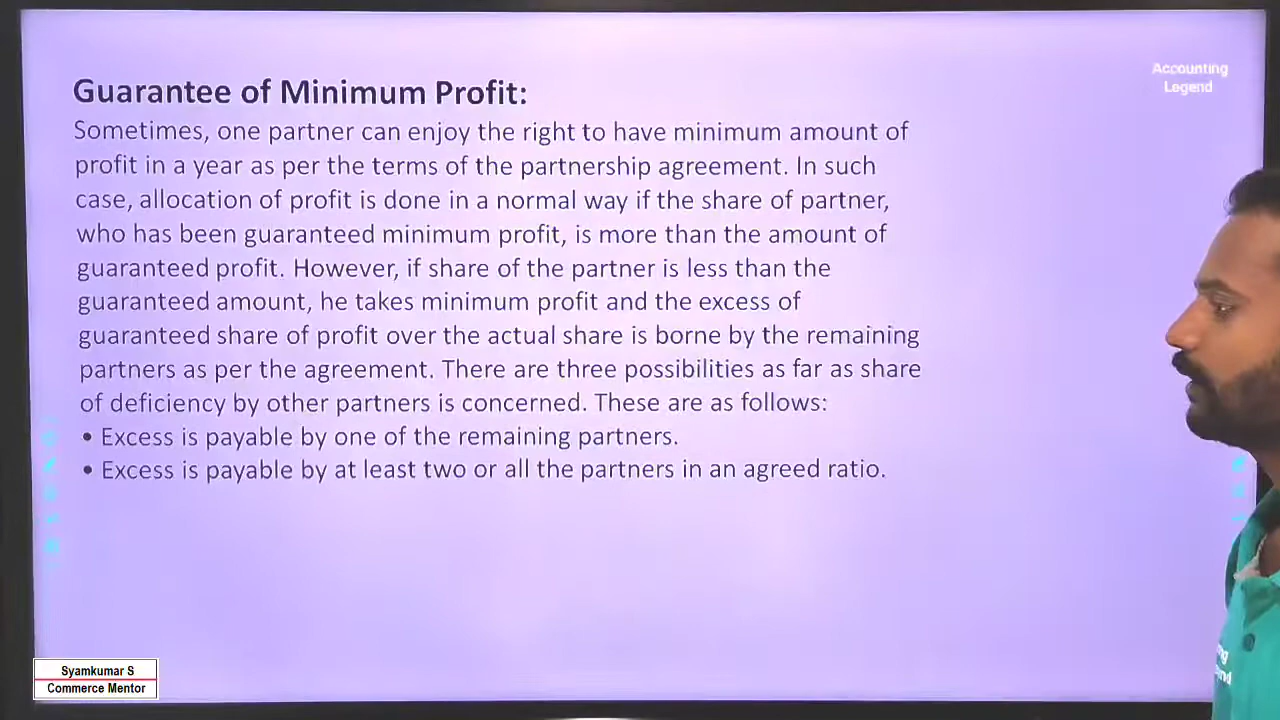 Accounting
Legend
Guarantee of Minimum Profit:
Sometimes, one partner can enjoy the right to have minimum amount of
profit in a year as per the terms of the partnership agreement. In such
case, allocation of profit is done in a normal way if the share of partner,
who has been guaranteed minimum profit, is more than the amount of
guaranteed profit. However, if share of the partner is less than the
guaranteed amount, he takes minimum profit and the excess of
guaranteed share of profit over the actual share is borne by the remaining
partners as per the agreement. There are three possibilities as far as share
of deficiency by other partners is concerned. These are as follows:
• Excess is payable by one of the remaining partners.
• Excess is payable by at least two or all the partners in an agreed ratio.
Syamkumar S
Commerce Mentor